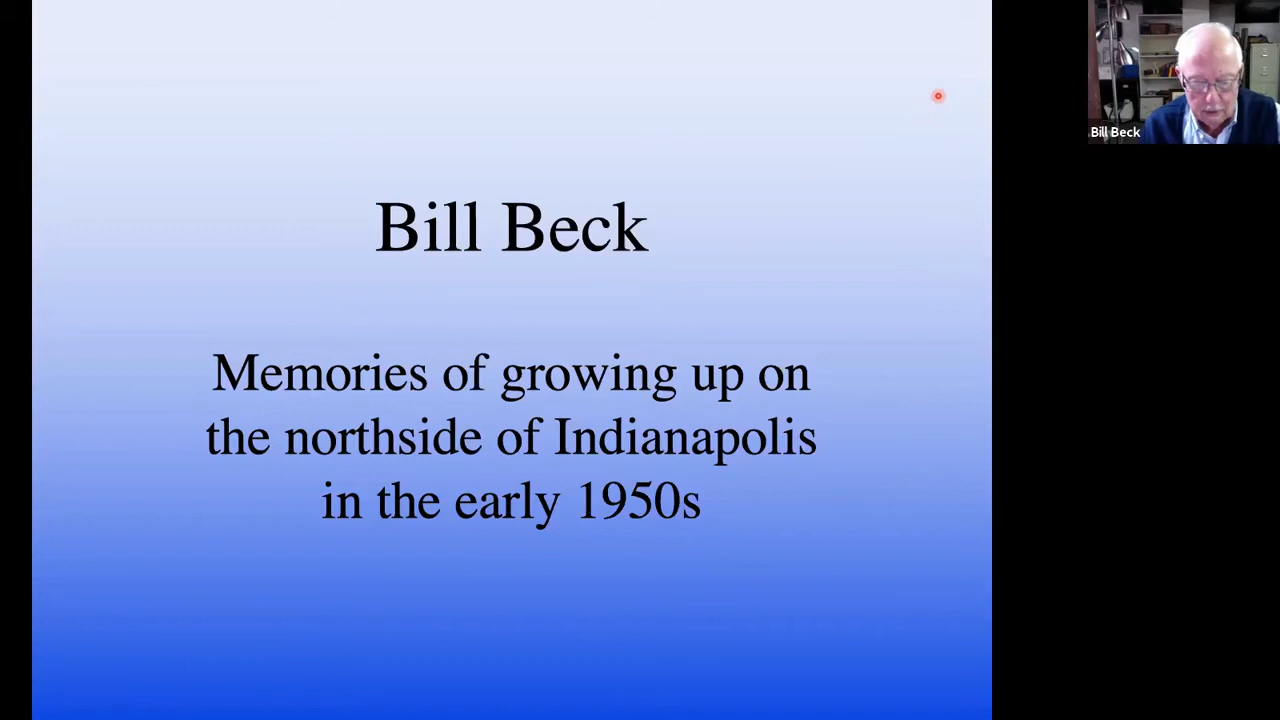 Bill Beck
Memories of growing up on
the northside of Indianapolis
in the early 1950s
Bill Beck